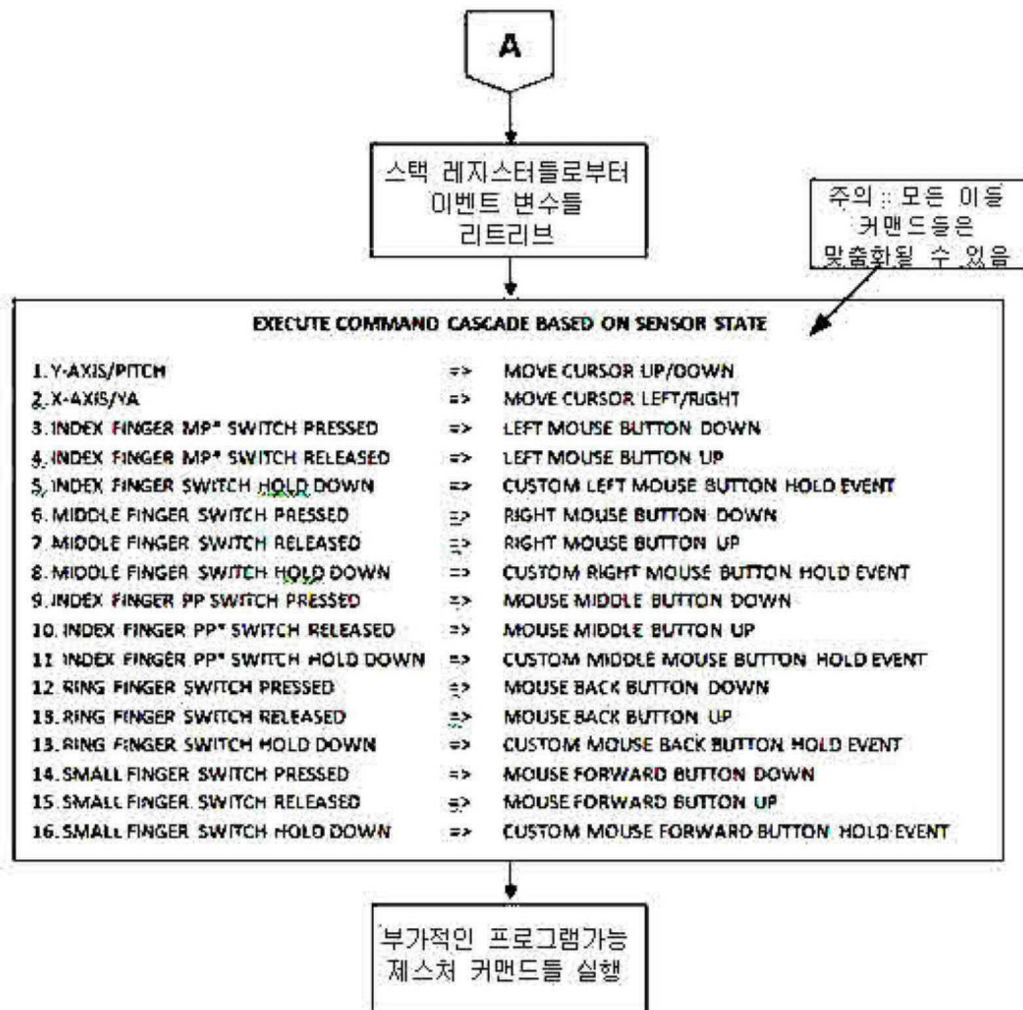 A
스택 레지스터들로부터
이벤트 변수들
리트리브
주의 :: 모든 이동
커맨드들은
맞춤화될 수 있음
EXECUTE COMMAND CASCADE BASED ON SENSOR STATE
1. Y-AXIS/PITCH => MOVE CURSOR UP/DOWN
2. X-AXIS/YA => MOVE CURSOR LEFT/RIGHT
3. INDEX FINGER MP* SWITCH PRESSED => LEFT MOUSE BUTTON DOWN
4. INDEX FINGER MP* SWITCH RELEASED => LEFT MOUSE BUTTON UP
5. INDEX FINGER SWITCH HOLD DOWN => CUSTOM LEFT MOUSE BUTTON HOLD EVENT
6. MIDDLE FINGER SWITCH PRESSED => RIGHT MOUSE BUTTON DOWN
7. MIDDLE FINGER SWITCH RELEASED => RIGHT MOUSE BUTTON UP
8. MIDDLE FINGER SWITCH HOLD DOWN => CUSTOM RIGHT MOUSE BUTTON HOLD EVENT
9. INDEX FINGER PP SWITCH PRESSED => MOUSE MIDDLE BUTTON DOWN
10. INDEX FINGER PP* SWITCH RELEASED => MOUSE MIDDLE BUTTON UP
11 INDEX FINGER PP* SWITCH HOLD DOWN => CUSTOM MIDDLE MOUSE BUTTON HOLD EVENT
12. RING FINGER SWITCH PRESSED => MOUSE BACK BUTTON DOWN
13. RING FINGER SWITCH RELEASED => MOUSE BACK BUTTON UP
13. RING FINGER SWITCH HOLD DOWN => CUSTOM MOUSE BACK BUTTON HOLD EVENT
14. SMALL FINGER SWITCH PRESSED => MOUSE FORWARD BUTTON DOWN
15. SMALL FINGER SWITCH RELEASED => MOUSE FORWARD BUTTON UP
16. SMALL FINGER SWITCH HOLD DOWN => CUSTOM MOUSE FORWARD BUTTON HOLD EVENT
부가적인 프로그램가능
제스처 커맨드들 실행